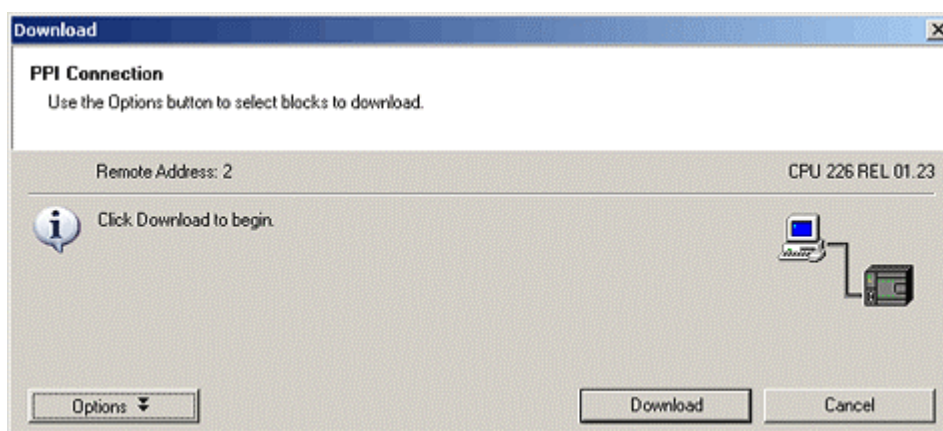 Download
PPI Connection
Use the Options button to select blocks to download.
Remote Address: 2 CPU 226 REL 01.23
Click Download to begin.
Options Download Cancel